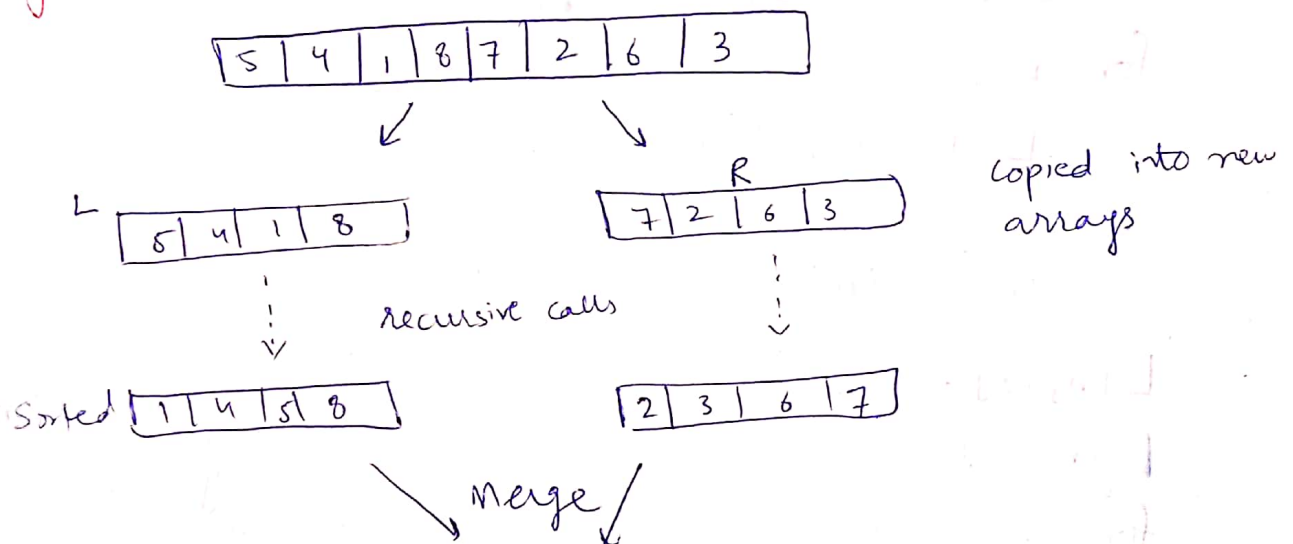 5 4 1 8 7 2 6 3
L
R
5 4 1 8
7 2 6 3
Copied into new
arrays
recursive calls
Sorted 1 4 5 8
2 3 6 7
Merge